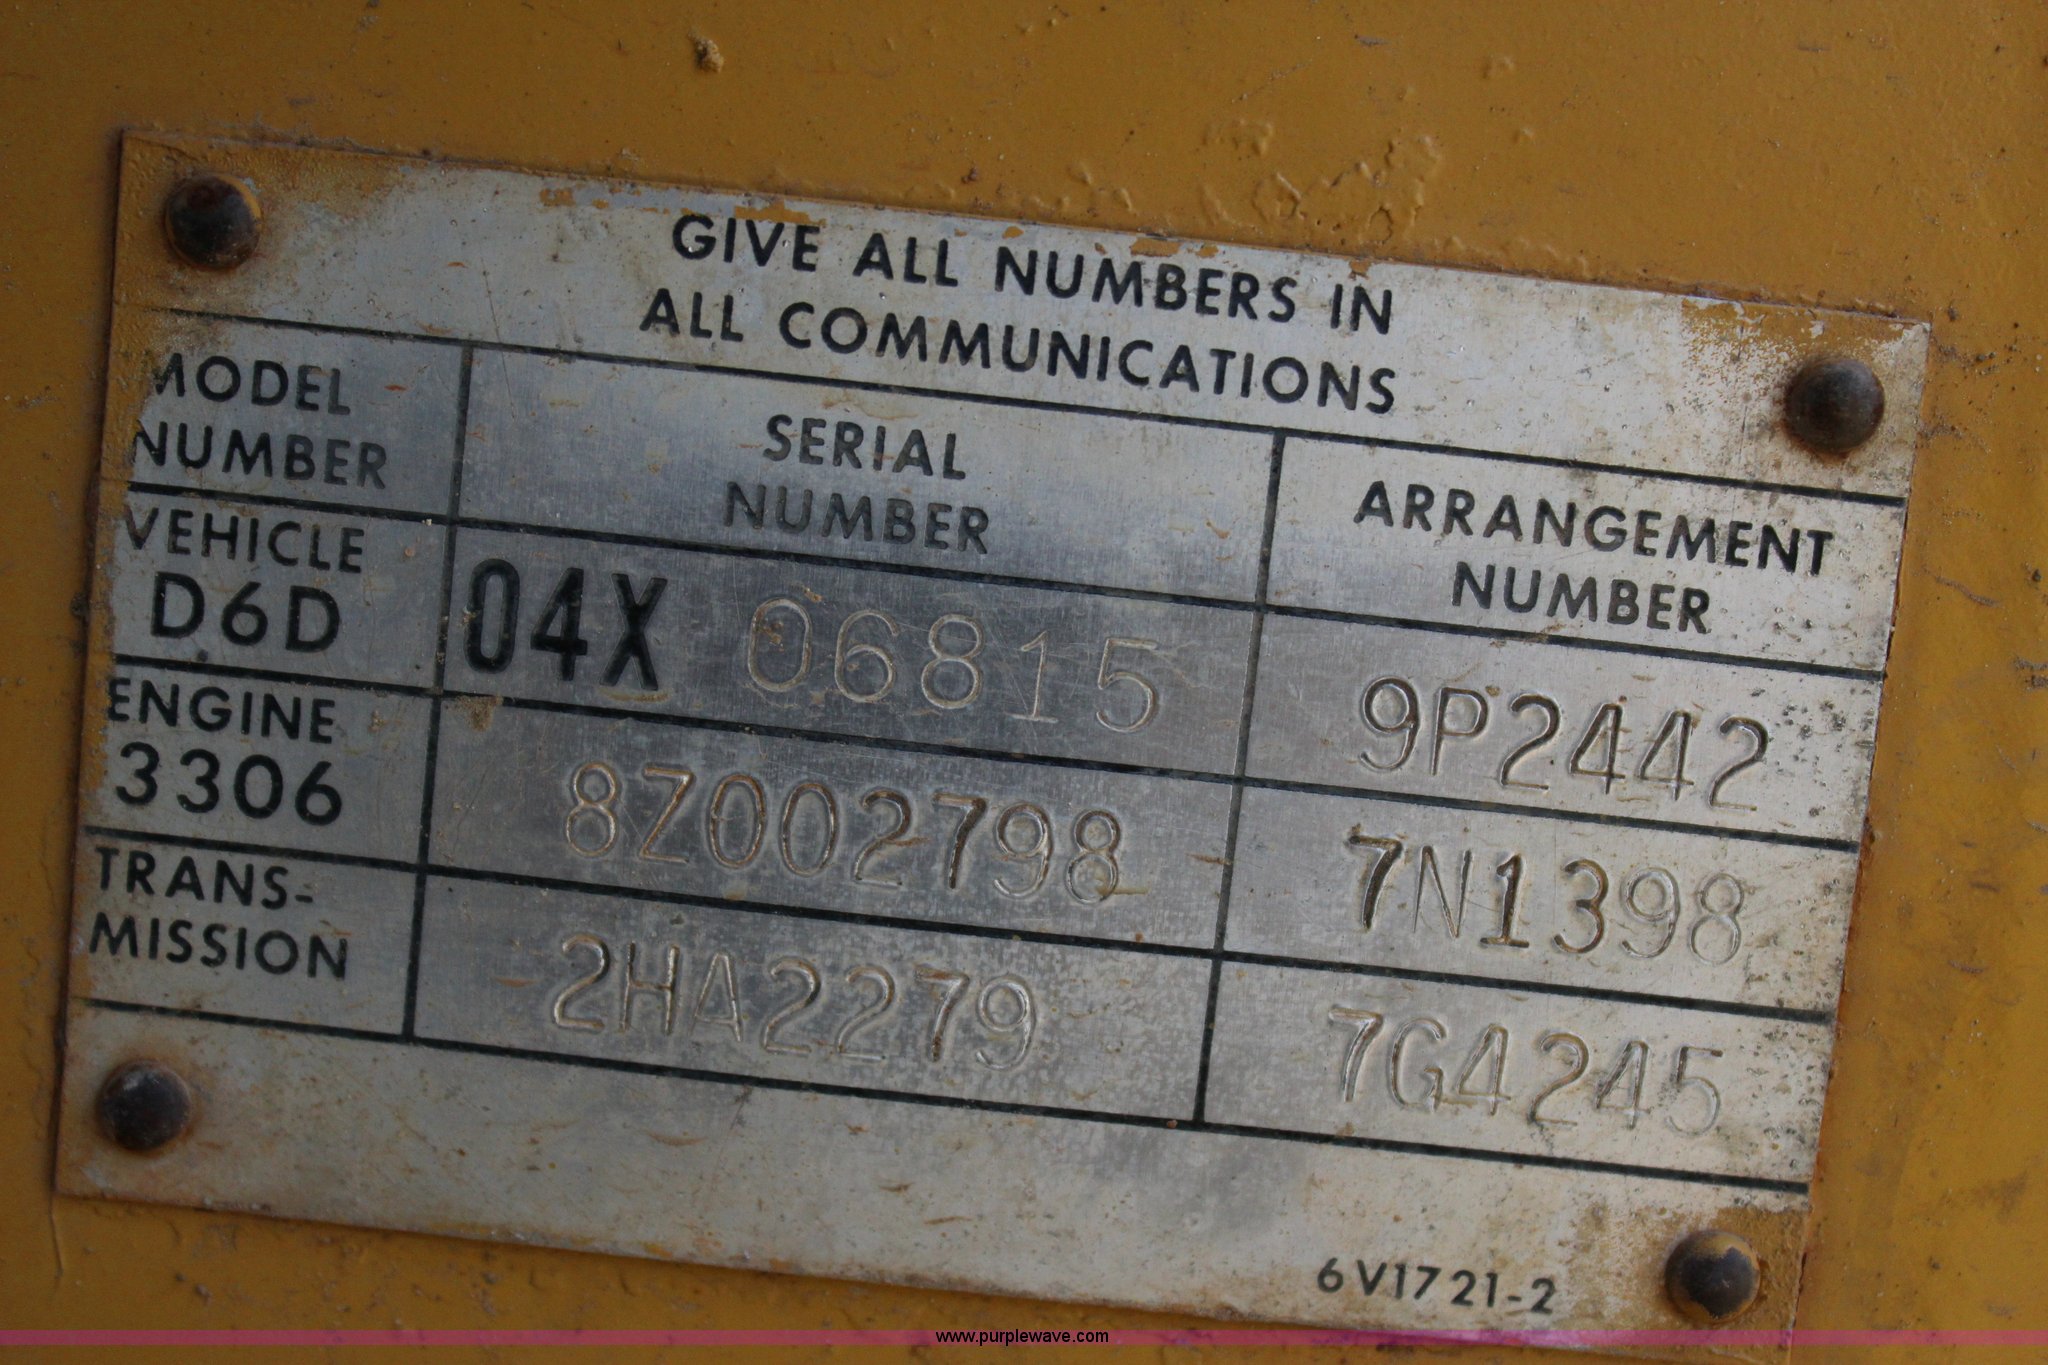 GIVE ALL NUMBERS IN
ALL COMMUNICATIONS
MODEL
NUMBER
SERIAL
NUMBER
ARRANGEMENT
NUMBER
VEHICLE
D6D
04X 06815
9P2442
ENGINE
3306
8Z002798
7N1398
TRANS-
MISSION
2HA2279
7G4245
6V1721-2
www.purplewave.com